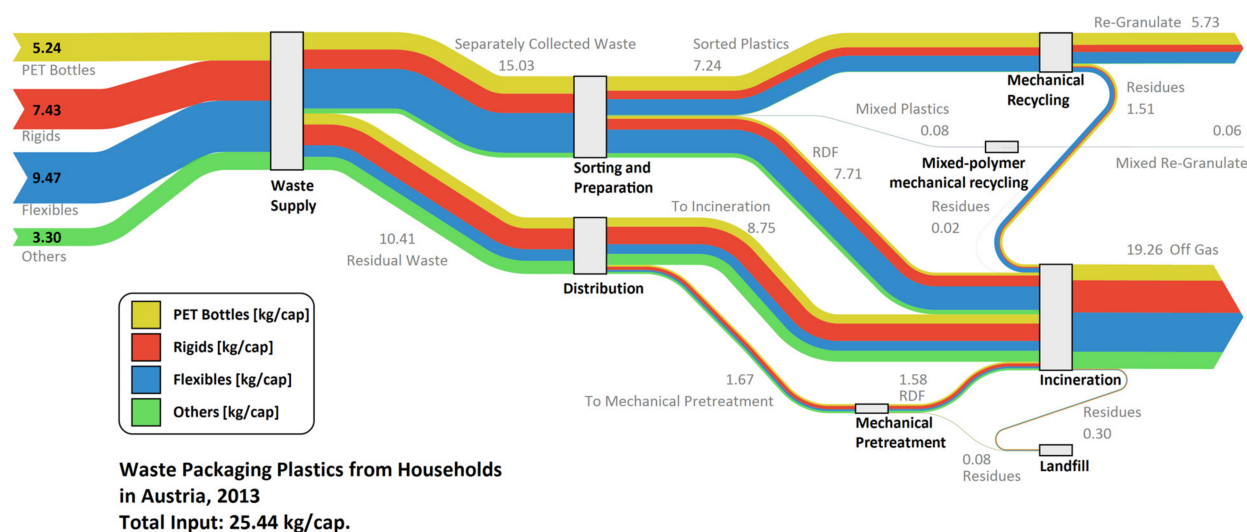 5.24
PET Bottles
7.43
Rigids
9.47
Flexibles
3.30
Others
Waste
Supply
Separately Collected Waste
15.03
10.41
Residual Waste
Sorting and
Preparation
Distribution
Sorted Plastics
7.24
Mixed Plastics
0.08
RDF
7.71
To Incineration
8.75
1.67
To Mechanical Pretreatment
1.58
RDF
Mechanical
Pretreatment
0.08
Residues
Re-Granulate 5.73
Mechanical
Recycling
Residues
1.51
0.06
Mixed Re-Granulate
Mixed-polymer
mechanical recycling
Residues
0.02
19.26 Off Gas
Incineration
Residues
0.30
Landfill
PET Bottles [kg/cap]
Rigids [kg/cap]
Flexibles [kg/cap]
Others [kg/cap]
Waste Packaging Plastics from Households
in Austria, 2013
Total Input: 25.44 kg/cap.